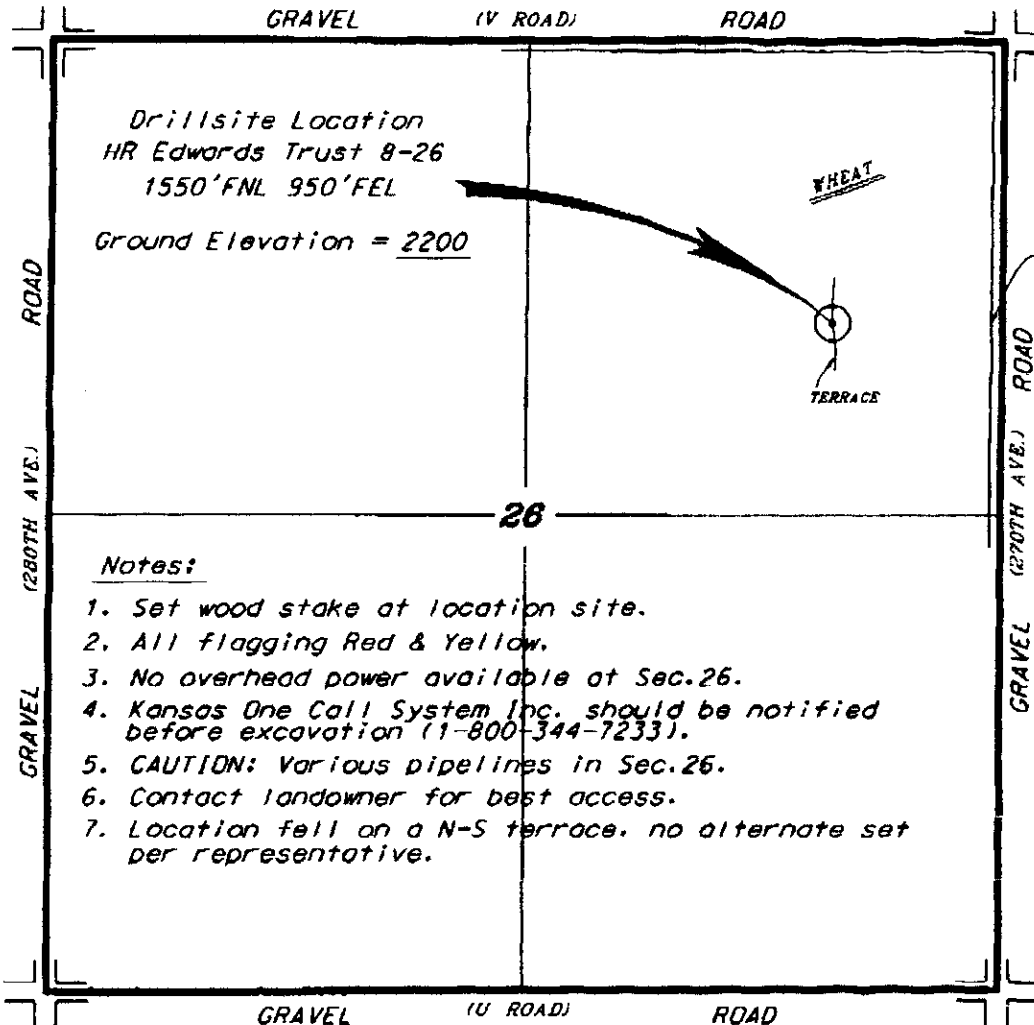 GRAVEL (V ROAD) ROAD
Drillsite Location
HR Edwards Trust 8-26
1550'FNL 950'FEL
Ground Elevation = 2200
WHEAT
TERRACE
ROAD
(280TH AVE.)
GRAVEL
ROAD
(270TH AVE.)
GRAVEL
26
Notes:
1. Set wood stake at location site.
2. All flagging Red & Yellow.
3. No overhead power available at Sec.26.
4. Kansas One Call System Inc. should be notified
before excavation (1-800-344-7233).
5. CAUTION: Various pipelines in Sec.26.
6. Contact landowner for best access.
7. Location fell on a N-S terrace. no alternate set
per representative.
GRAVEL (U ROAD) ROAD